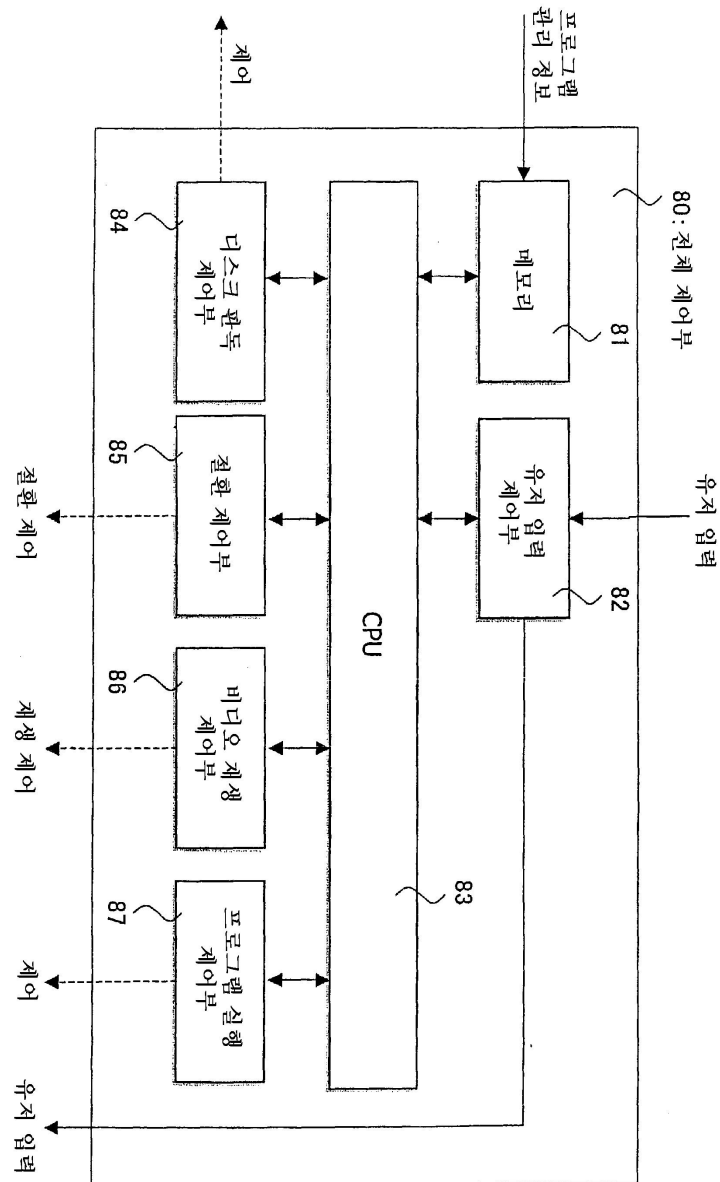 80: 전체 제어부
프로그램
관리 정보
유저 입력
메모리
81
유저 입력
제어부
82
CPU
83
디스크 판독
제어부
84
절환 제어부
85
비디오 재생
제어부
86
프로그램 실행
제어부
87
제어
절환 제어
재생 제어
제어
유저 입력